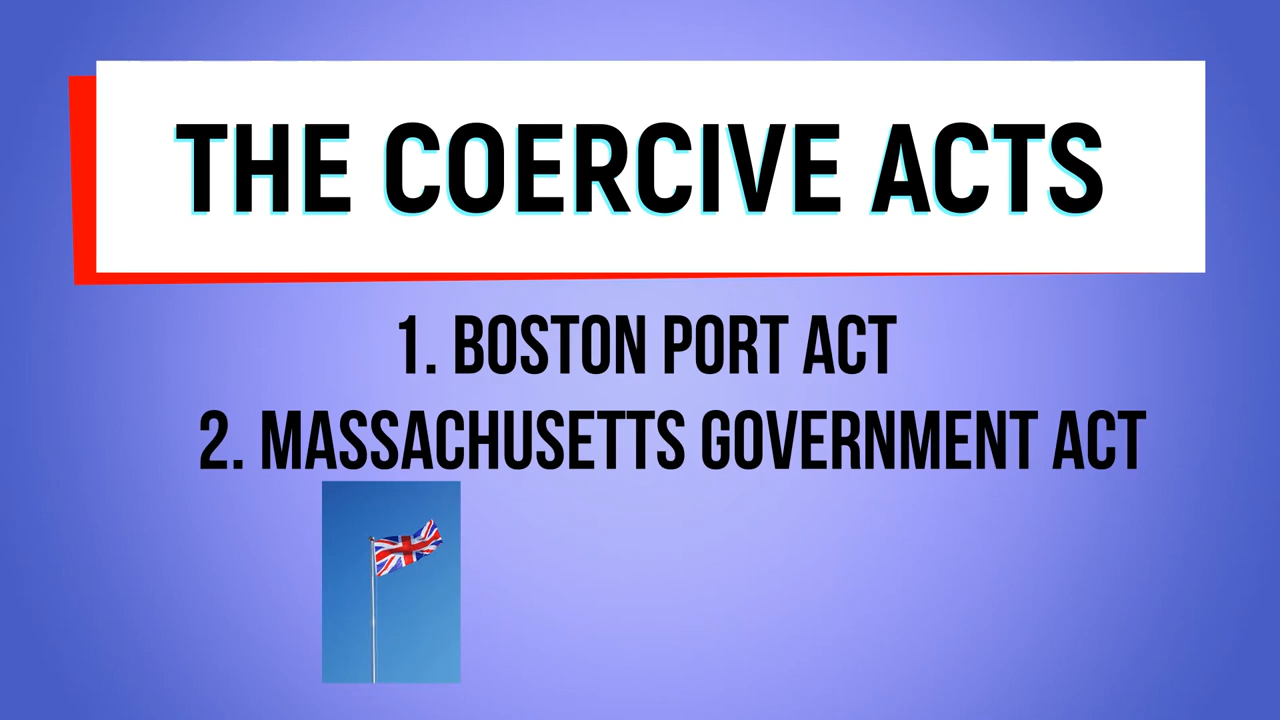 THE COERCIVE ACTS
1. BOSTON PORT ACT
2. MASSACHUSETTS GOVERNMENT ACT